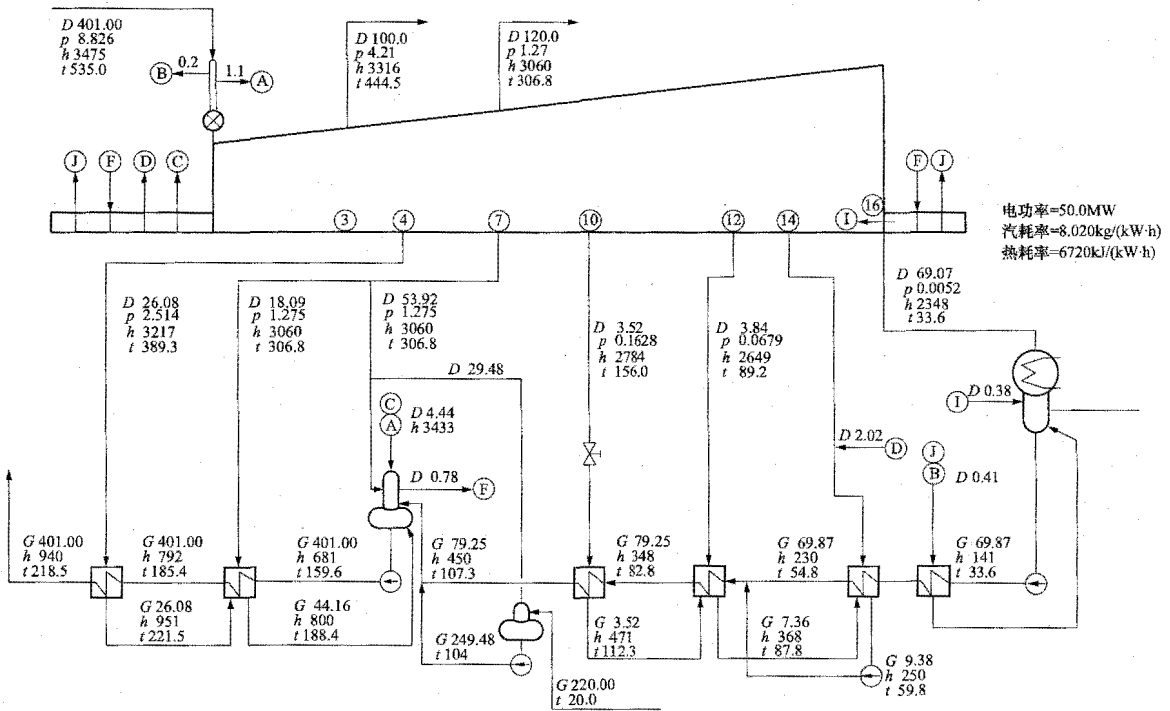 D 401.00
p 8.826
h 3475
t 535.0
B
0.2
1.1
A
D 100.0
p 4.21
h 3316
t 444.5
D 120.0
p 1.27
h 3060
t 306.8
J
F
D
C
3
4
7
10
12
14
I
16
F
J
电功率=50.0MW
汽耗率=8.020kg/(kW·h)
热耗率=6720kJ/(kW·h)
D 26.08
p 2.514
h 3217
t 389.3
D 18.09
p 1.275
h 3060
t 306.8
D 53.92
p 1.275
h 3060
t 306.8
D 29.48
D 3.52
p 0.1628
h 2784
t 156.0
D 3.84
p 0.0679
h 2649
t 89.2
D 69.07
p 0.0052
h 2348
t 33.6
C
A
D 4.44
h 3433
D 0.78
F
D 2.02
D
I
D 0.38
J
B
D 0.41
G 401.00
h 940
t 218.5
G 401.00
h 792
t 185.4
G 401.00
h 681
t 159.6
G 79.25
h 450
t 107.3
G 79.25
h 348
t 82.8
G 69.87
h 230
t 54.8
G 69.87
h 141
t 33.6
G 26.08
h 951
t 221.5
G 44.16
h 800
t 188.4
G 249.48
t 104
G 3.52
h 471
t 112.3
G 7.36
h 368
t 87.8
G 9.38
h 250
t 59.8
G 220.00
t 20.0